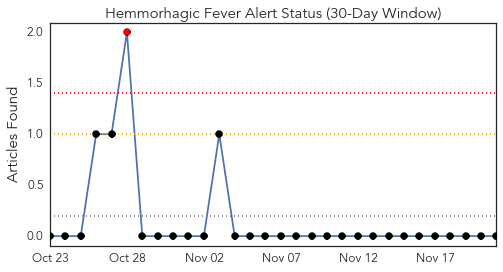 Hemmorhagic Fever Alert Status (30-Day Window)
Articles Found
2.0
1.5
1.0
0.5
0.0
Oct 23 Oct 28 Nov 02 Nov 07 Nov 12 Nov 17